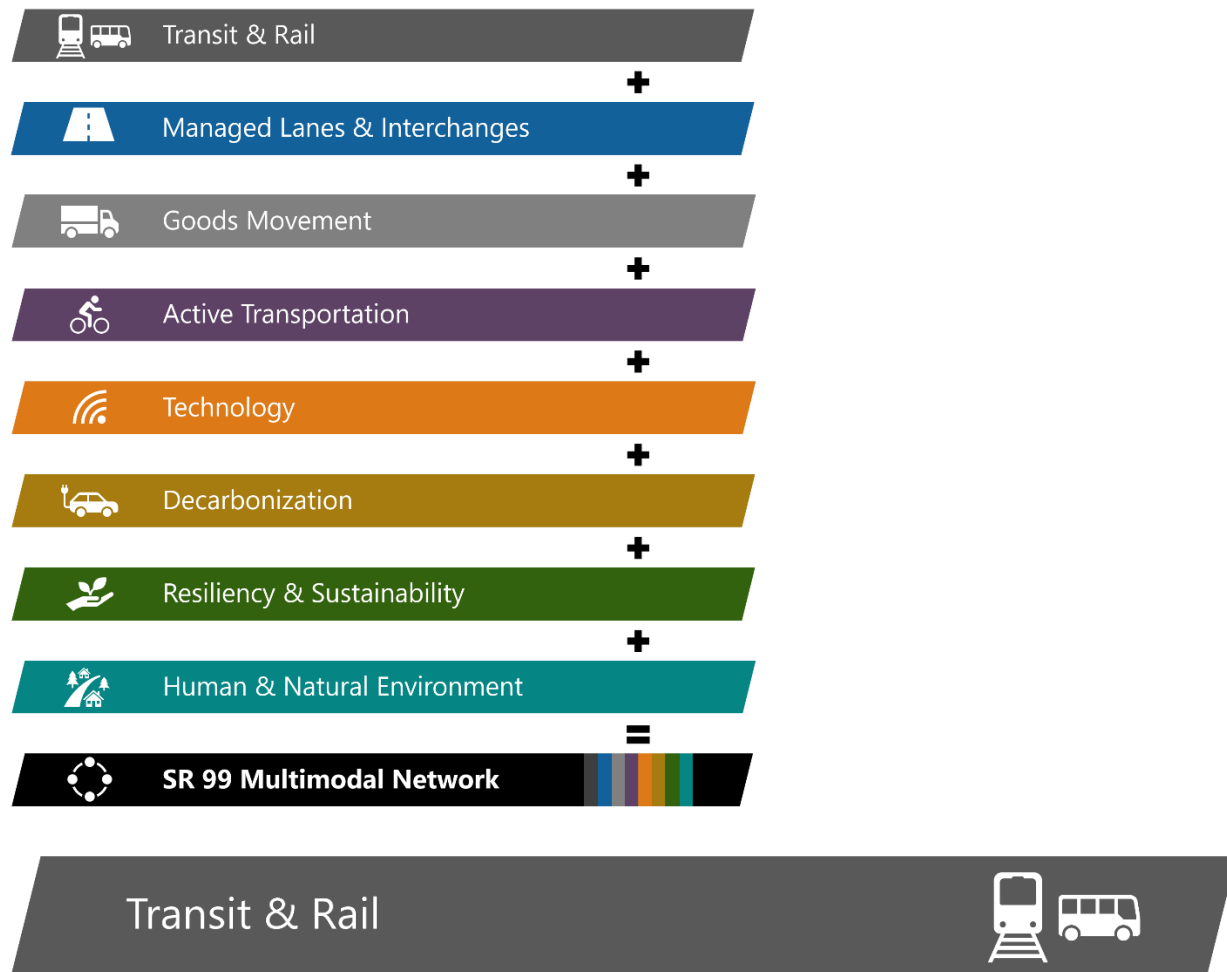 Transit & Rail
+
Managed Lanes & Interchanges
+
Goods Movement
+
Active Transportation
+
Technology
+
Decarbonization
+
Resiliency & Sustainability
+
Human & Natural Environment
=
SR 99 Multimodal Network
Transit & Rail